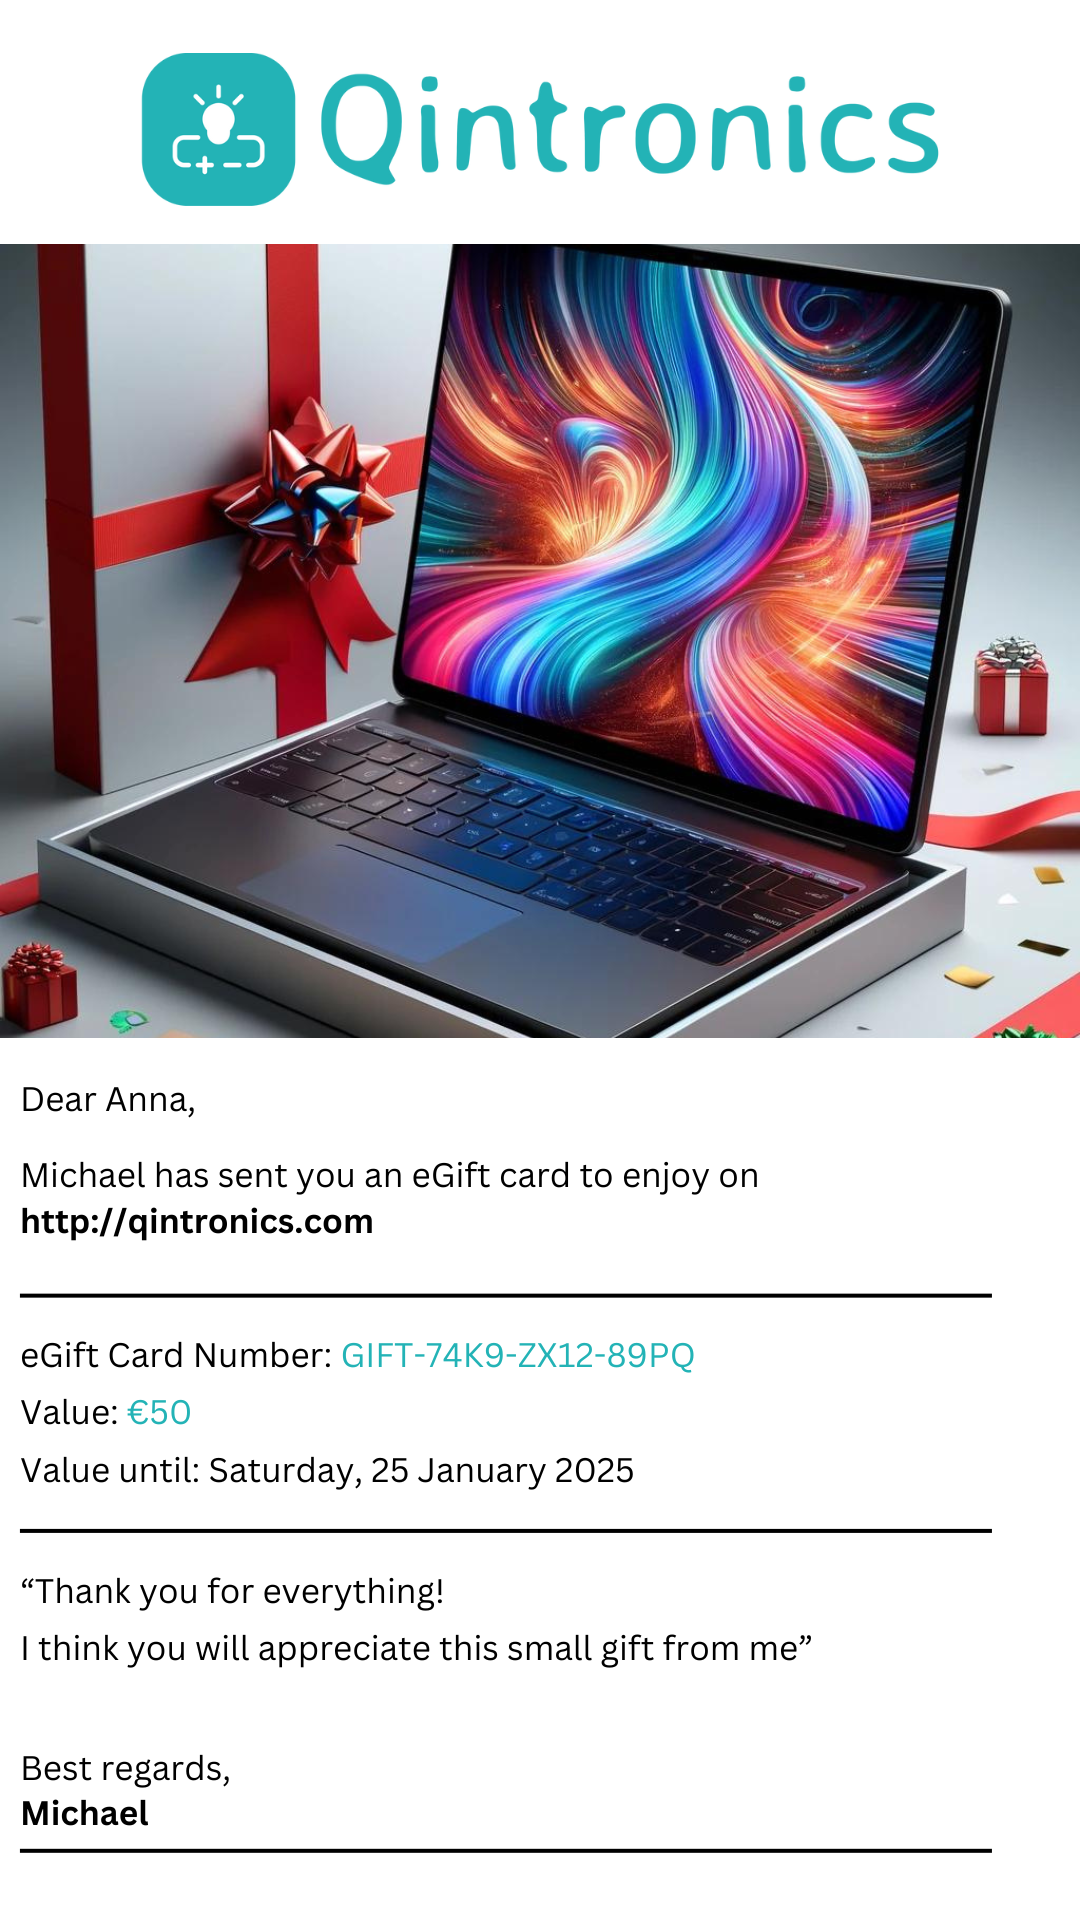 Qintronics
Dear Anna,
Michael has sent you an eGift card to enjoy on
http://qintronics.com
eGift Card Number: GIFT-74K9-ZX12-89PQ
Value: €50
Value until: Saturday, 25 January 2025
“Thank you for everything!
I think you will appreciate this small gift from me”
Best regards,
Michael